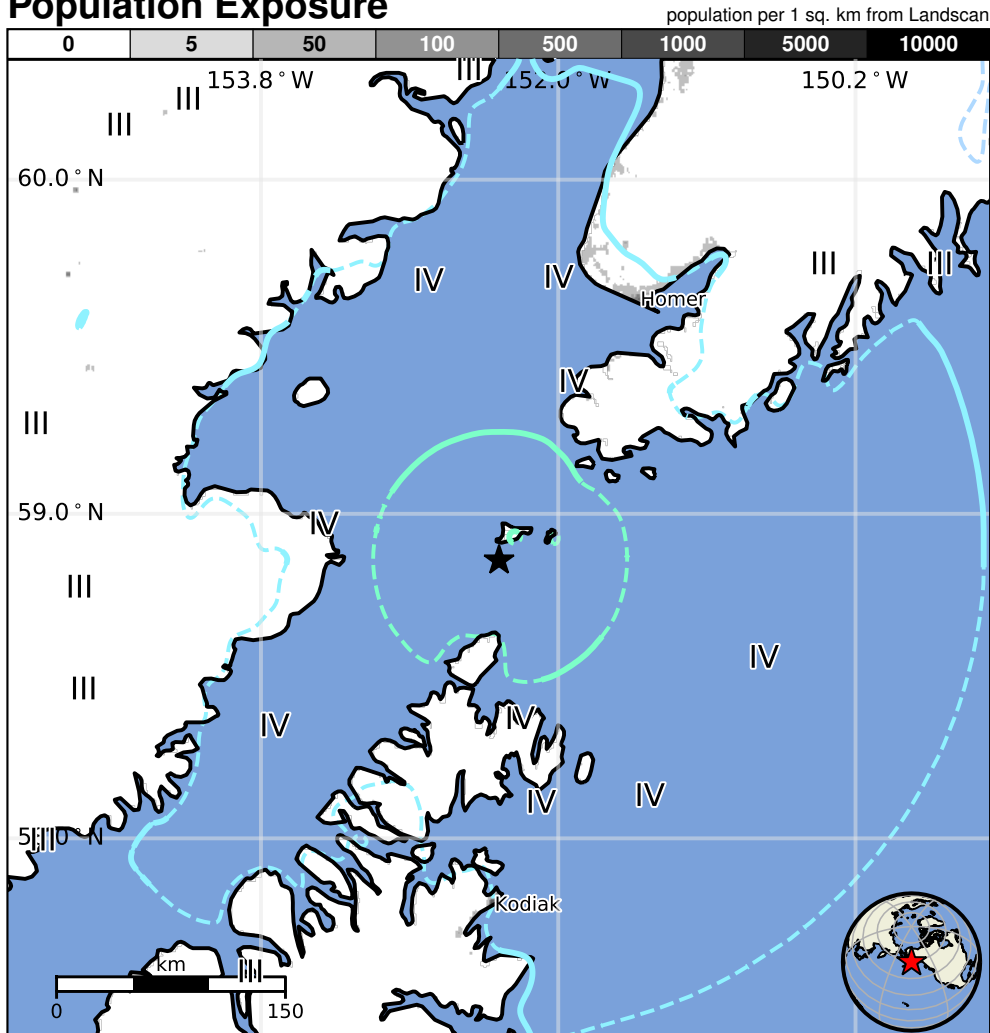 Population Exposure
population per 1 sq. km from Landscan
0 5 50 100 500 1000 5000 10000
III
153.8°W 152.0°W 150.2°W
III
III
60.0°N
III III
IV IV
Homer
IV
III
59.0°N
IV
III
IV
III
IV IV
IV IV
III
°N
Kodiak
III
km
0 150